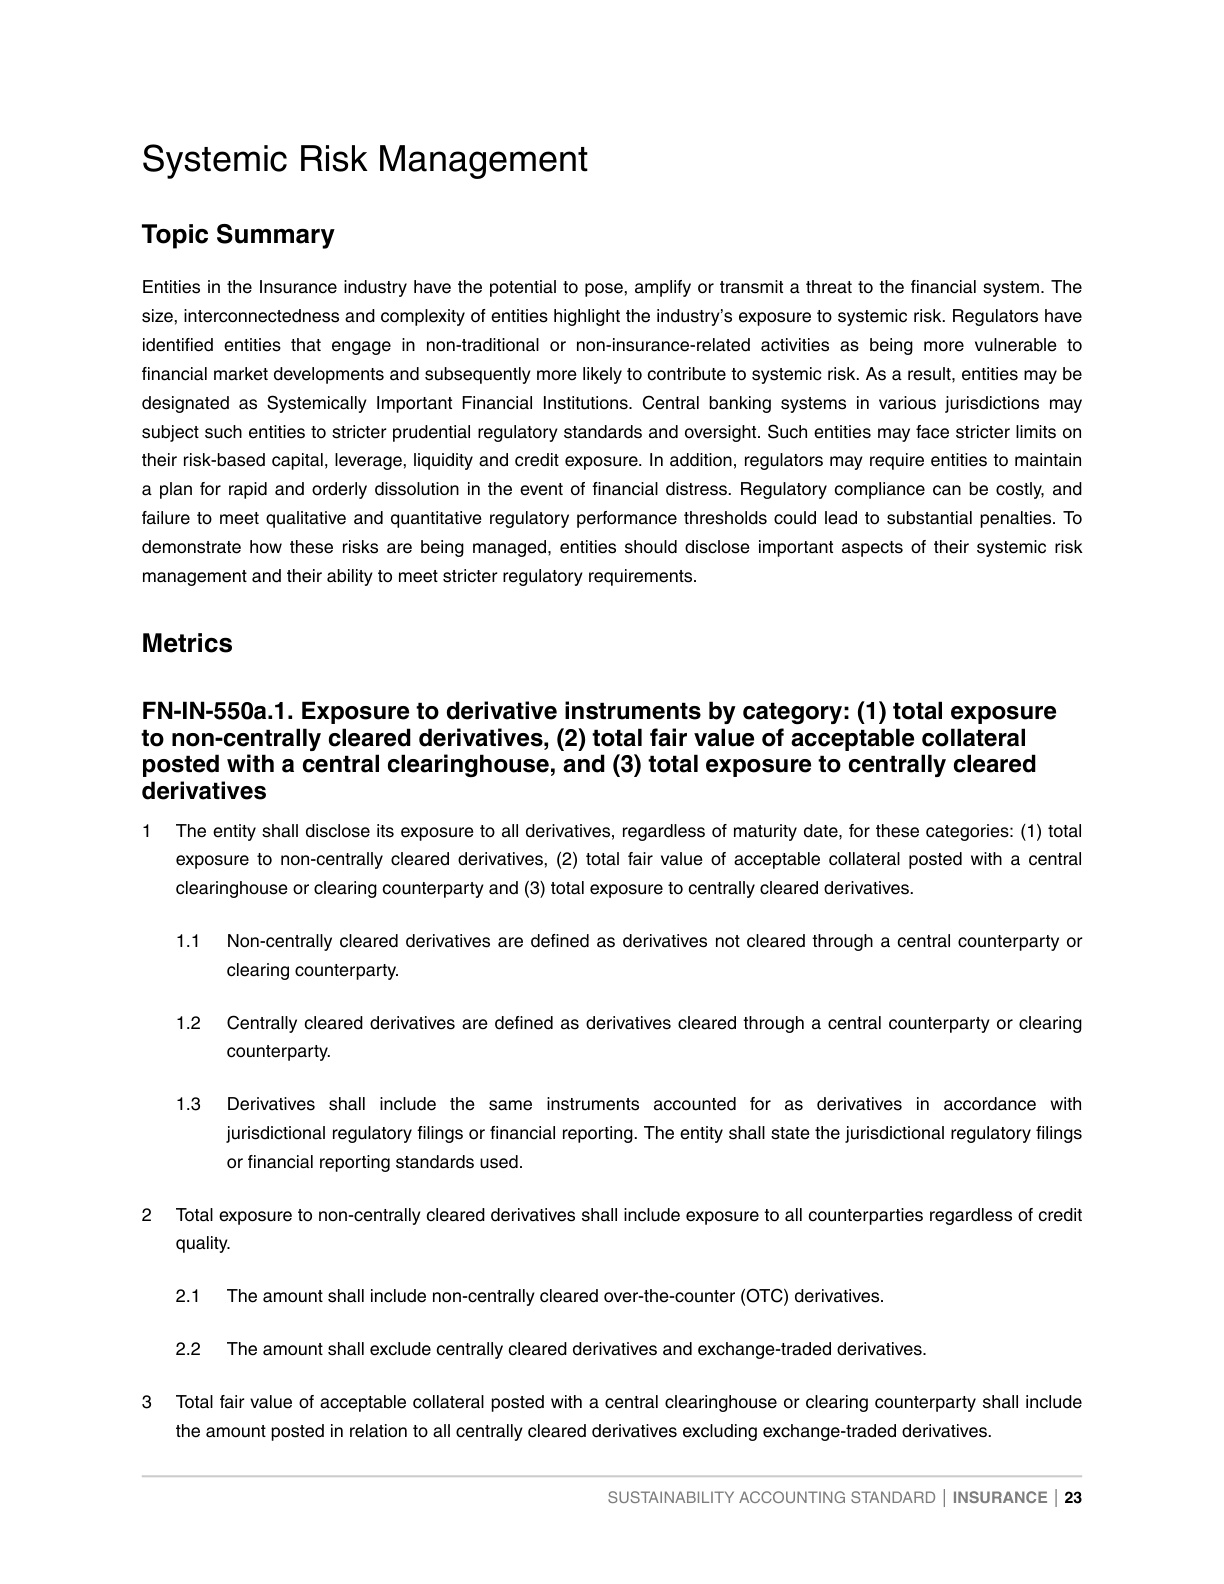 Systemic Risk Management
Topic Summary
Entities in the Insurance industry have the potential to pose, amplify or transmit a threat to the financial system. The
size, interconnectedness and complexity of entities highlight the industry’s exposure to systemic risk. Regulators have
identified entities that engage in non-traditional or non-insurance-related activities as being more vulnerable to
financial market developments and subsequently more likely to contribute to systemic risk. As a result, entities may be
designated as Systemically Important Financial Institutions. Central banking systems in various jurisdictions may
subject such entities to stricter prudential regulatory standards and oversight. Such entities may face stricter limits on
their risk-based capital, leverage, liquidity and credit exposure. In addition, regulators may require entities to maintain
a plan for rapid and orderly dissolution in the event of financial distress. Regulatory compliance can be costly, and
failure to meet qualitative and quantitative regulatory performance thresholds could lead to substantial penalties. To
demonstrate how these risks are being managed, entities should disclose important aspects of their systemic risk
management and their ability to meet stricter regulatory requirements.
Metrics
FN-IN-550a.1. Exposure to derivative instruments by category: (1) total exposure
to non-centrally cleared derivatives, (2) total fair value of acceptable collateral
posted with a central clearinghouse, and (3) total exposure to centrally cleared
derivatives
1 The entity shall disclose its exposure to all derivatives, regardless of maturity date, for these categories: (1) total
exposure to non-centrally cleared derivatives, (2) total fair value of acceptable collateral posted with a central
clearinghouse or clearing counterparty and (3) total exposure to centrally cleared derivatives.
1.1 Non-centrally cleared derivatives are defined as derivatives not cleared through a central counterparty or
clearing counterparty.
1.2 Centrally cleared derivatives are defined as derivatives cleared through a central counterparty or clearing
counterparty.
1.3 Derivatives shall include the same instruments accounted for as derivatives in accordance with
jurisdictional regulatory filings or financial reporting. The entity shall state the jurisdictional regulatory filings
or financial reporting standards used.
2 Total exposure to non-centrally cleared derivatives shall include exposure to all counterparties regardless of credit
quality.
2.1 The amount shall include non-centrally cleared over-the-counter (OTC) derivatives.
2.2 The amount shall exclude centrally cleared derivatives and exchange-traded derivatives.
3 Total fair value of acceptable collateral posted with a central clearinghouse or clearing counterparty shall include
the amount posted in relation to all centrally cleared derivatives excluding exchange-traded derivatives.
SUSTAINABILITY ACCOUNTING STANDARD | INSURANCE | 23